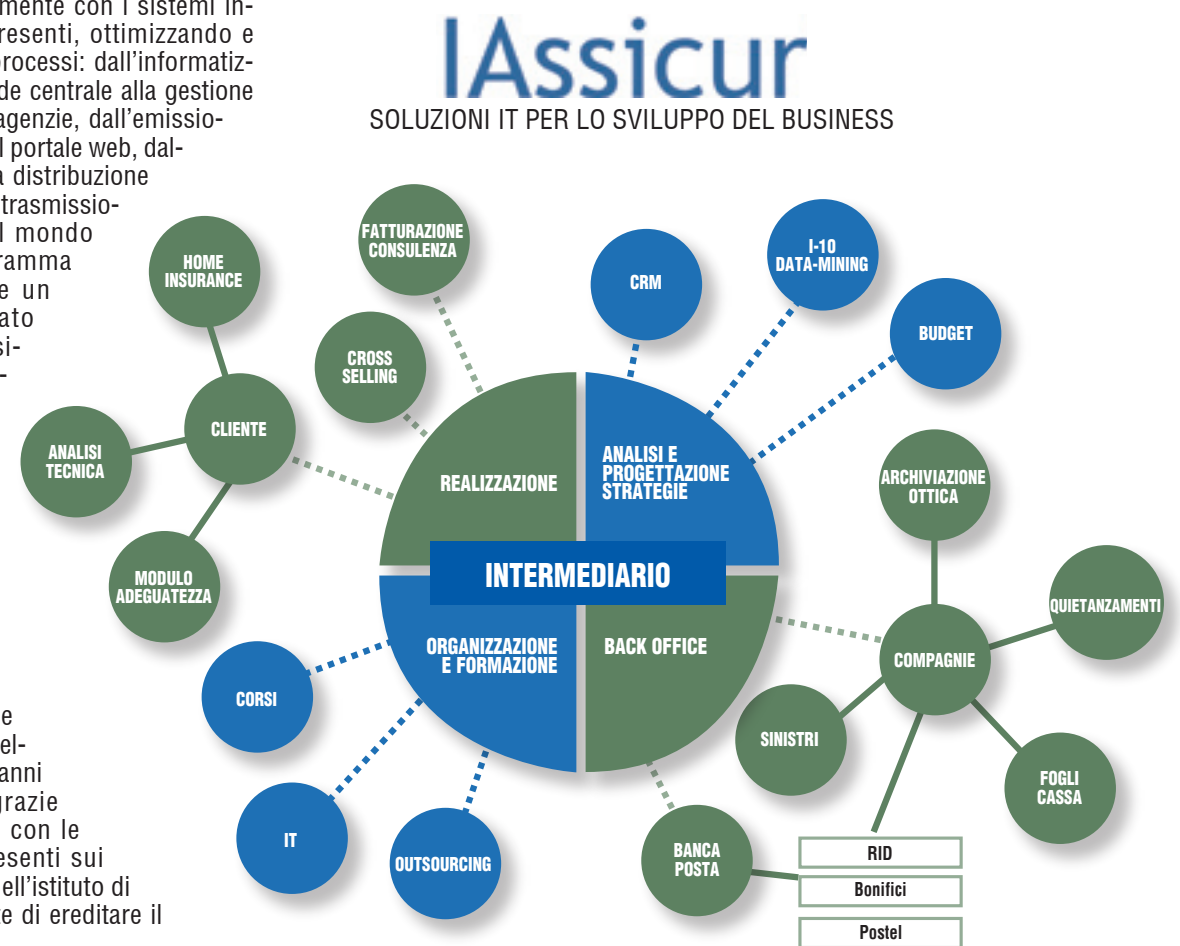 mente con i sistemi in-
resenti, ottimizzando e
processi: dall'informatiz-
de centrale alla gestione
agenzie, dall'emissio-
l portale web, dal-
a distribuzione
trasmissio-
l mondo
ramma
e un
ato
si-
-
e
el-
anni
grazie
con le
esenti sui
ell'istituto di
te di ereditare il
IAssicur
SOLUZIONI IT PER LO SVILUPPO DEL BUSINESS
FATTURAZIONE
CONSULENZA
HOME
INSURANCE
CRM
I-10
DATA-MINING
BUDGET
CROSS
SELLING
CLIENTE
ANALISI
TECNICA
MODULO
ADEGUATEZZA
REALIZZAZIONE
ANALISI E
PROGETTAZIONE
STRATEGIE
INTERMEDIARIO
ORGANIZZAZIONE
E FORMAZIONE
BACK OFFICE
ARCHIVIAZIONE
OTTICA
QUIETANZAMENTI
COMPAGNIE
SINISTRI
FOGLI
CASSA
CORSI
IT
OUTSOURCING
BANCA
POSTA
RID
Bonifici
Postel